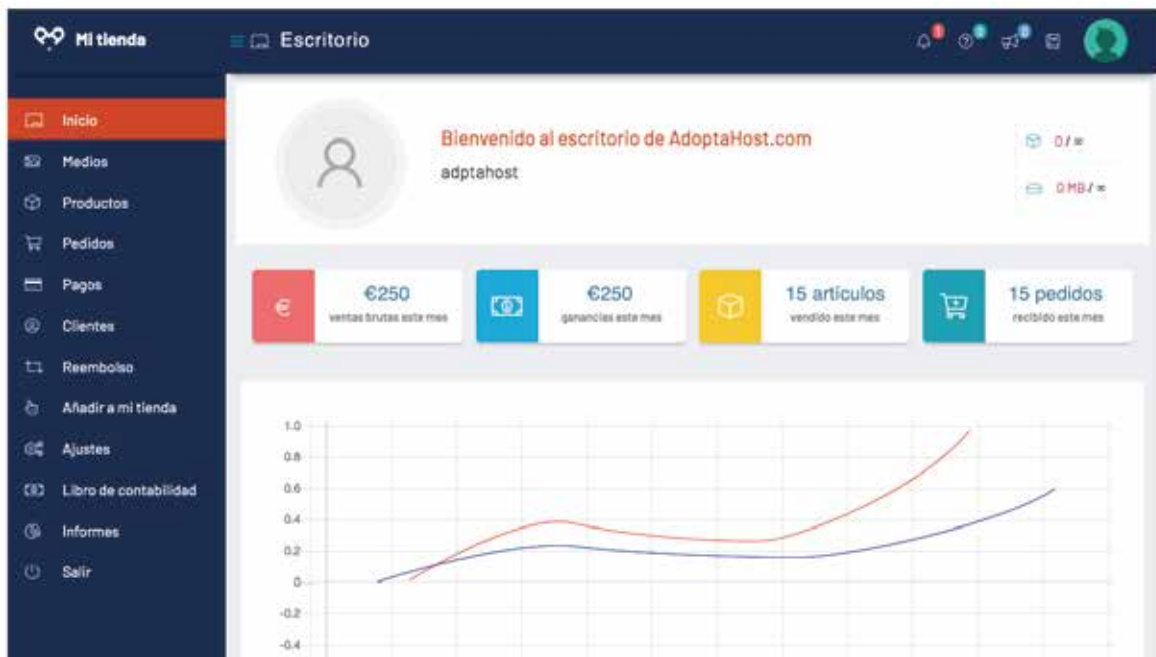 Mi tienda
Escritorio
1
0
0
Inicio
Medios
Productos
Pedidos
Pagos
Clientes
Reembolso
Añadir a mi tienda
Ajustes
Libro de contabilidad
Informes
Salir
Bienvenido al escritorio de AdoptaHost.com
adptahost
0 / ∞
0 MB / ∞
€250
ventas brutas este mes
€250
ganancias este mes
15 artículos
vendido este mes
15 pedidos
recibido este mes
1.0
0.8
0.6
0.4
0.2
0
-0.2
-0.4